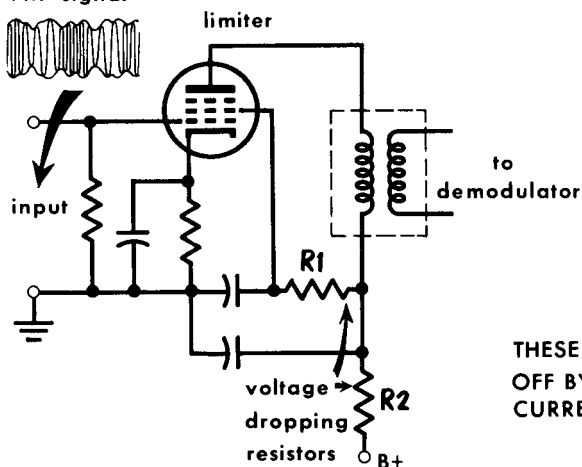 limiter
input
to
demodulator
R1
voltage
dropping
resistors
R2
B+
THESE
OFF BY
CURRE